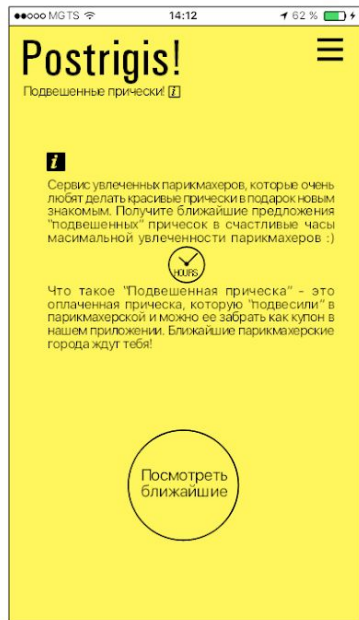 MGTS 14:12 62 %
Postrigis!
Подвешенные прически! i
i
Сервис увлеченных парикмахеров, которые очень
любят делать красивые прически в подарок новым
знакомым. Получите ближайшие предложения
"подвешенных" причесок в счастливые часы
масимальной увлеченности парикмахеров :)
HOURS
Что такое "Подвешенная прическа" - это
оплаченная прическа, которую "подвесили" в
парикмахерской и можно ее забрать как купон в
нашем приложении. Ближайшие парикмахерские
города ждут тебя!
Посмотреть
ближайшие